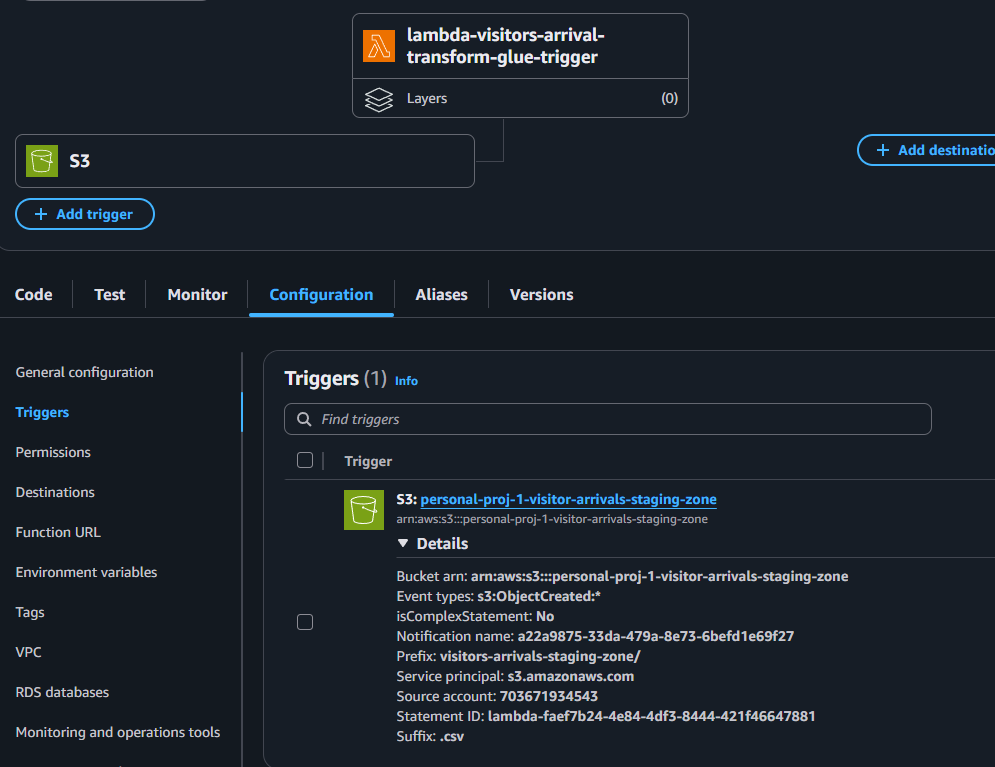 lambda-visitors-arrival-
transform-glue-trigger
Layers (0)
S3
Add destinatio
Add trigger
Code Test Monitor Configuration Aliases Versions
General configuration
Triggers
Permissions
Destinations
Function URL
Environment variables
Tags
VPC
RDS databases
Monitoring and operations tools
Triggers (1) Info
Find triggers
Trigger
S3: personal-proj-1-visitor-arrivals-staging-zone
arn:aws:s3:::personal-proj-1-visitor-arrivals-staging-zone
Details
Bucket arn: arn:aws:s3:::personal-proj-1-visitor-arrivals-staging-zone
Event types: s3:ObjectCreated:*
isComplexStatement: No
Notification name: a22a9875-33da-479a-8e73-6befd1e69f27
Prefix: visitors-arrivals-staging-zone/
Service principal: s3.amazonaws.com
Source account: 703671934543
Statement ID: lambda-faef7b24-4e84-4df3-8444-421f46647881
Suffix: .csv